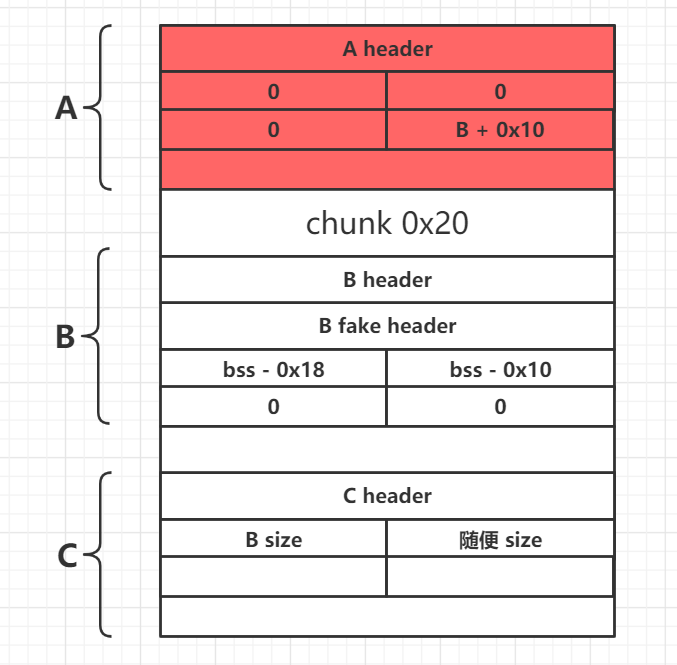 A header
0 0
A
0 B + 0x10
chunk 0x20
B header
B fake header
B
bss - 0x18 bss - 0x10
0 0
C header
B size 随便 size
C